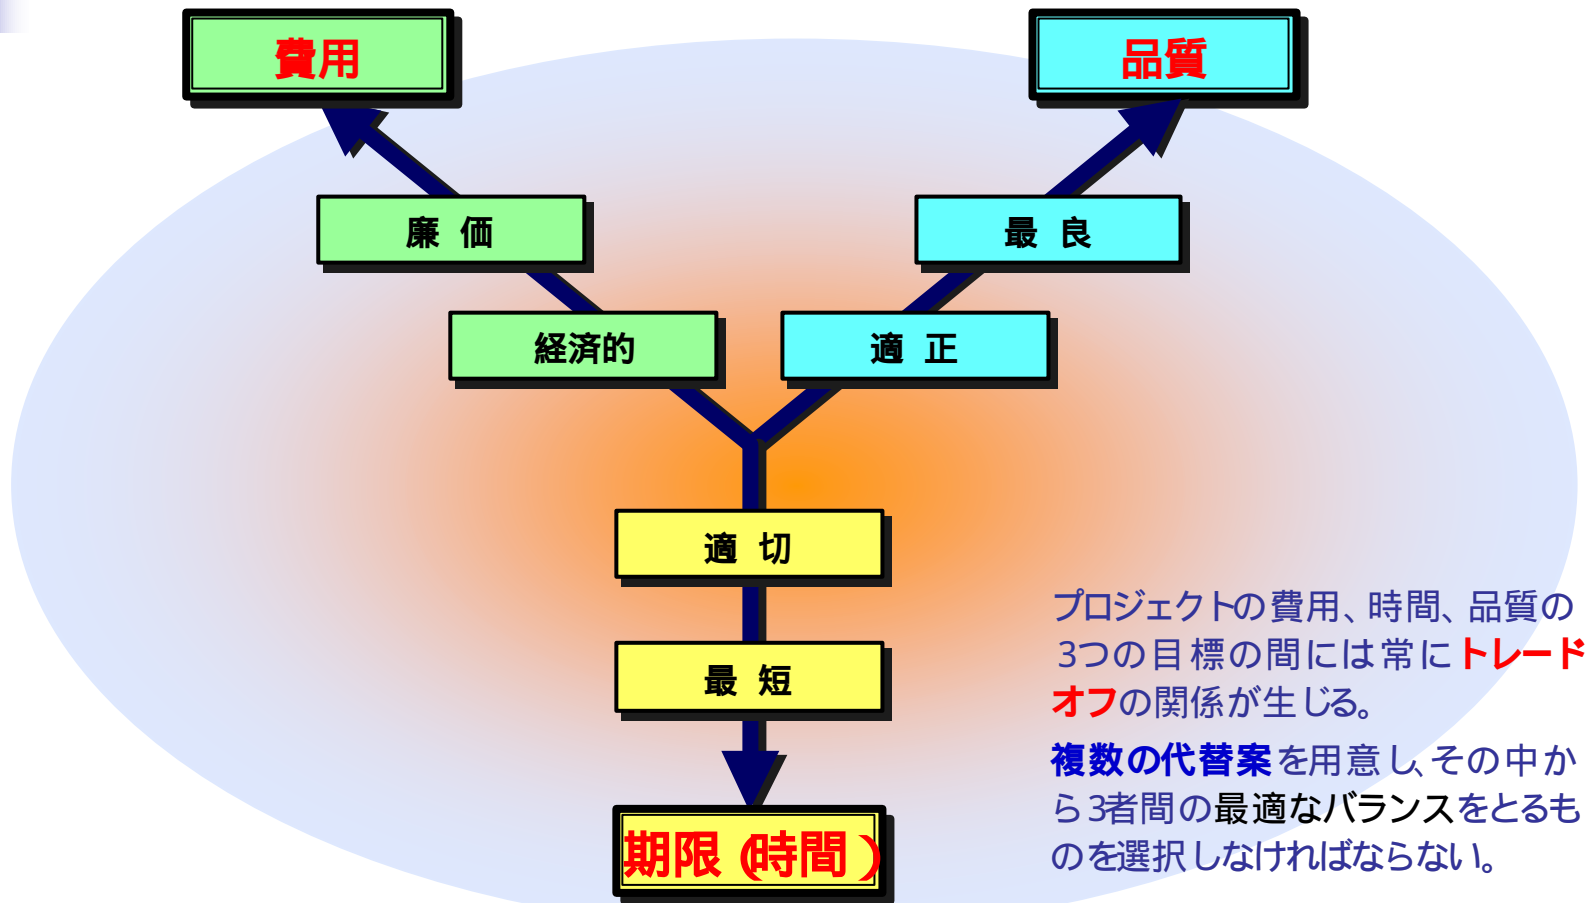 費用
品質
廉 価
最 良
経済的
適 正
適 切
最 短
期限（時間）
プロジェクトの費用、時間、品質の
3つの目標の間には常にトレード
オフの関係が生じる。
複数の代替案を用意し、その中か
ら3者間の最適なバランスをとるも
のを選択しなければならない。